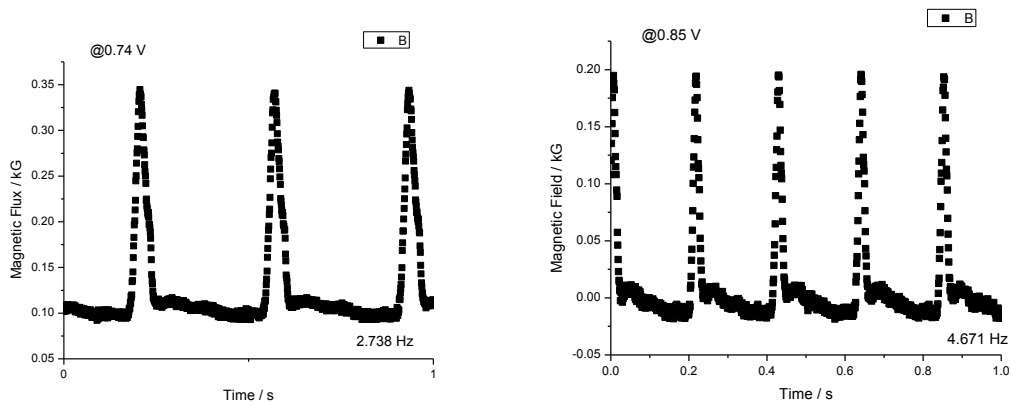 B
@0.74 V
0.35
0.30
0.25
0.20
0.15
0.10
0.05
Magnetic Flux / kG
2.738 Hz
0
1
Time / s
B
@0.85 V
0.20
0.15
0.10
0.05
0.00
-0.05
Magnetic Field / kG
4.671 Hz
0.0 0.2 0.4 0.6 0.8 1.0
Time / s